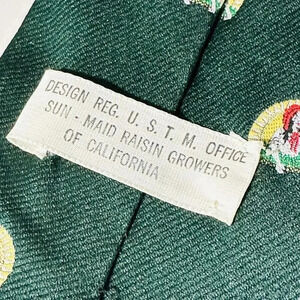 DESIGN REG. U. S. T. M. OFFICE
SUN - MAID RAISIN GROWERS
OF CALIFORNIA